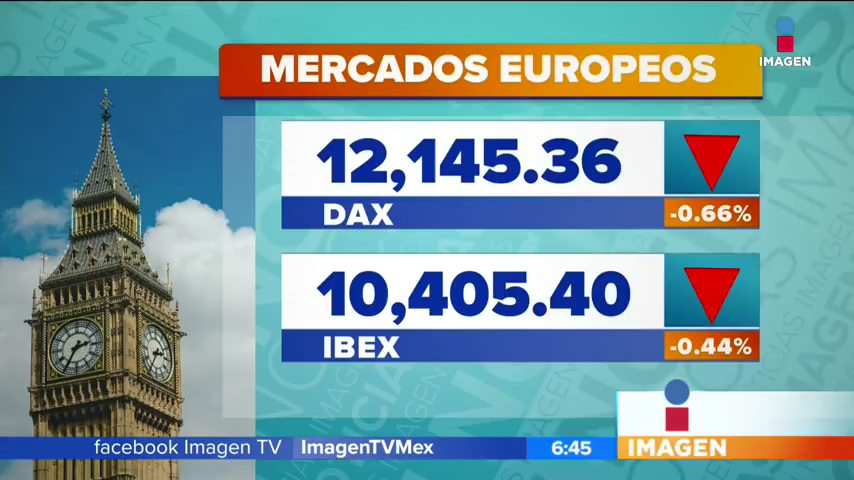 IMAGEN
MERCADOS EUROPEOS
12,145.36
DAX
-0.66%
10,405.40
IBEX
-0.44%
facebook Imagen TV
ImagenTVMex
6:45
IMAGEN